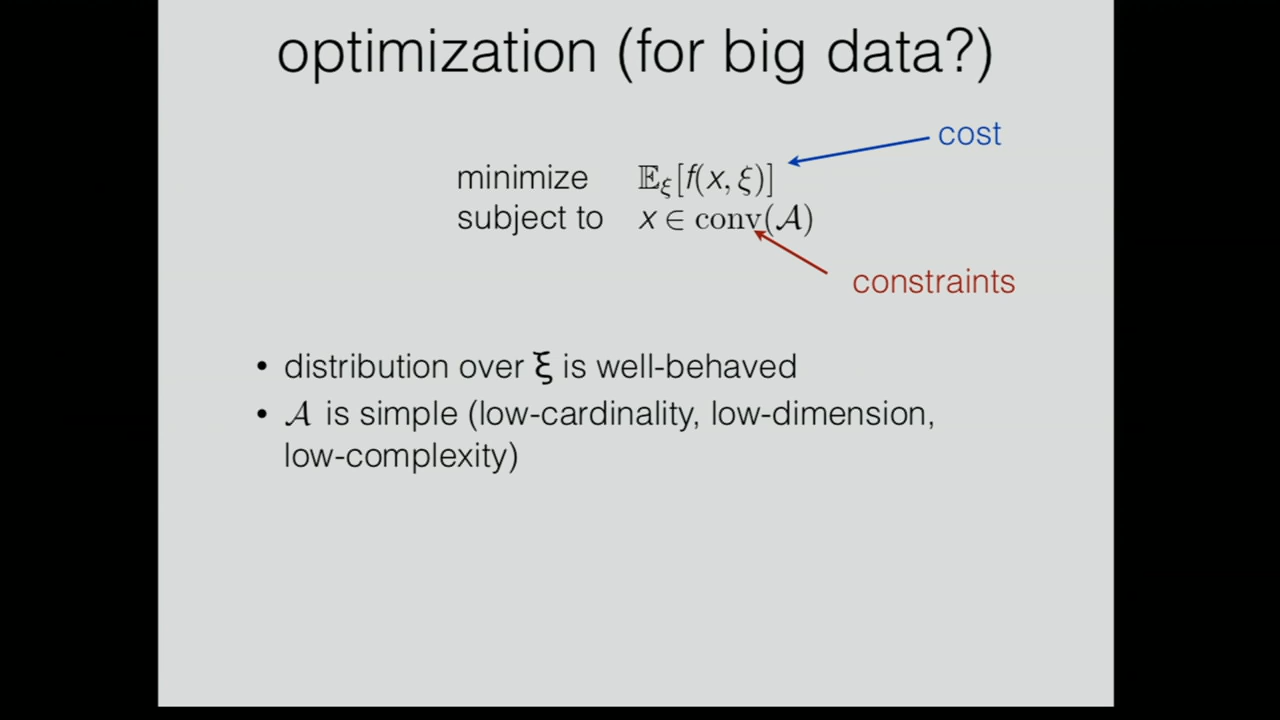 optimization (for big data?)
cost
minimize 𝔼_ξ[f(x, ξ)]
subject to x ∈ conv(𝒜)
constraints
• distribution over ξ is well-behaved
• 𝒜 is simple (low-cardinality, low-dimension,
low-complexity)